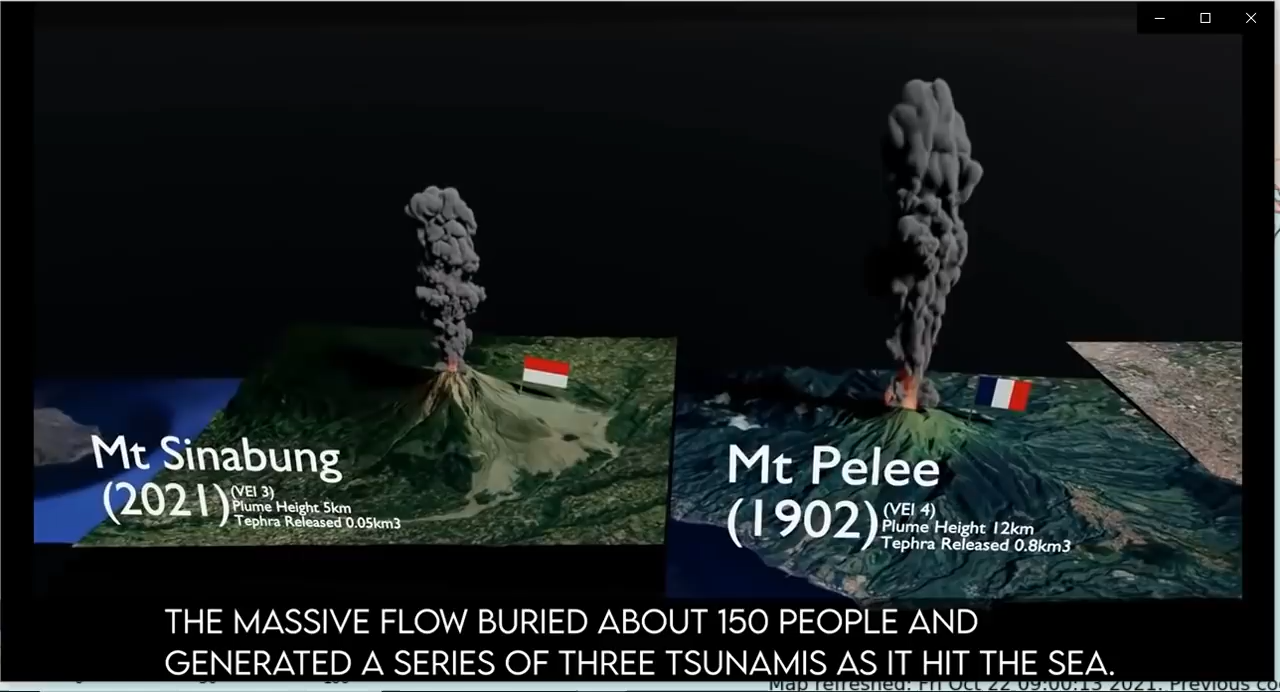 Mt Sinabung
(2021) (VEI 3)
Plume Height 5km
Tephra Released 0.05km3
Mt Pelee
(1902) (VEI 4)
Plume Height 12km
Tephra Released 0.8km3
THE MASSIVE FLOW BURIED ABOUT 150 PEOPLE AND
GENERATED A SERIES OF THREE TSUNAMIS AS IT HIT THE SEA.
Map refreshed: Fri Oct 22 09:00:13 2021. Previous